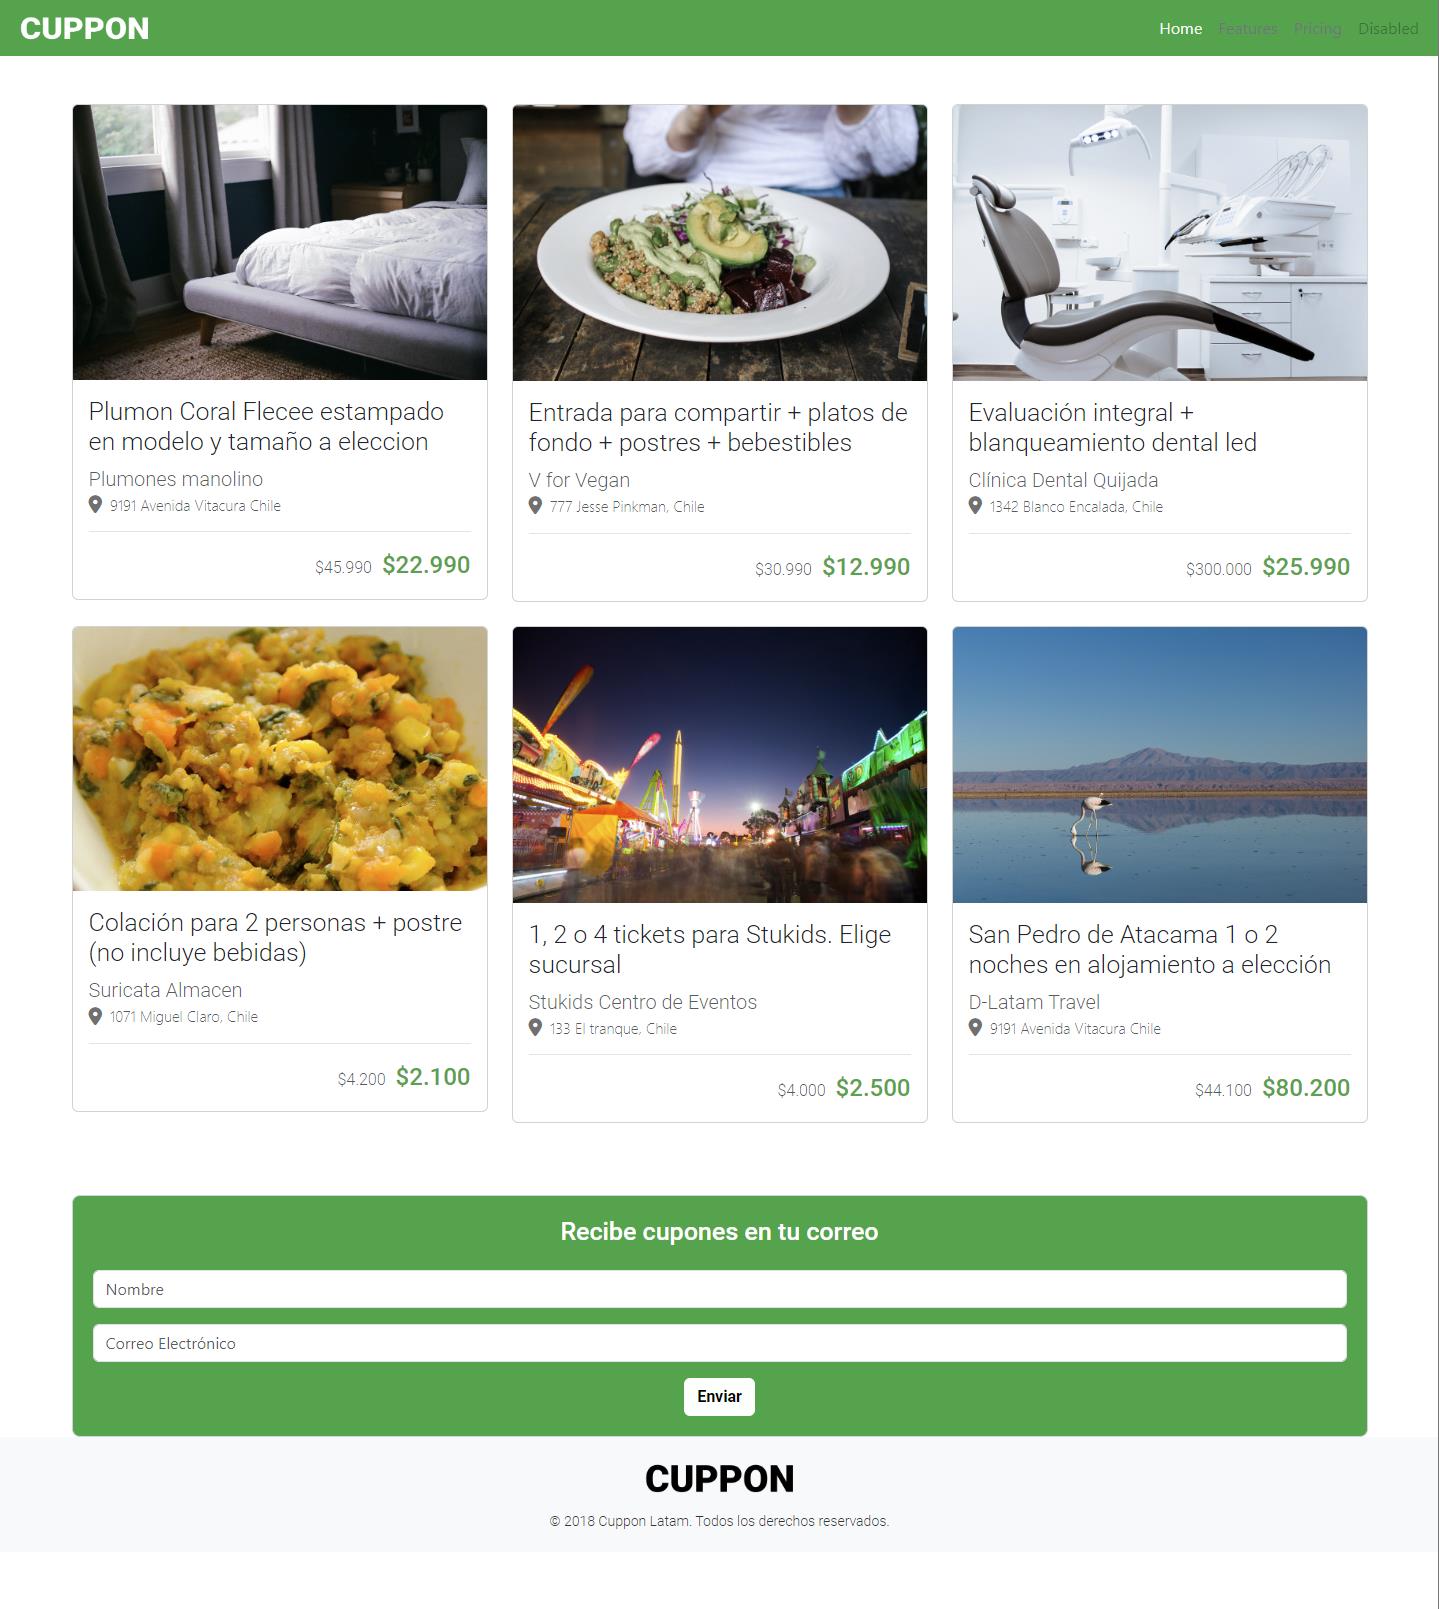 CUPPON
Home Features Pricing Disabled
Plumon Coral Flecee estampado
en modelo y tamaño a eleccion
Plumones manolino
9191 Avenida Vitacura Chile
$45.990 $22.990
Entrada para compartir + platos de
fondo + postres + bebestibles
V for Vegan
777 Jesse Pinkman, Chile
$30.990 $12.990
Evaluación integral +
blanqueamiento dental led
Clínica Dental Quijada
1342 Blanco Encalada, Chile
$300.000 $25.990
Colación para 2 personas + postre
(no incluye bebidas)
Suricata Almacen
1071 Miguel Claro, Chile
$4.200 $2.100
1, 2 o 4 tickets para Stukids. Elige
sucursal
Stukids Centro de Eventos
133 El tranque, Chile
$4.000 $2.500
San Pedro de Atacama 1 o 2
noches en alojamiento a elección
D-Latam Travel
9191 Avenida Vitacura Chile
$44.100 $80.200
Recibe cupones en tu correo
Nombre
Correo Electrónico
Enviar
CUPPON
© 2018 Cuppon Latam. Todos los derechos reservados.